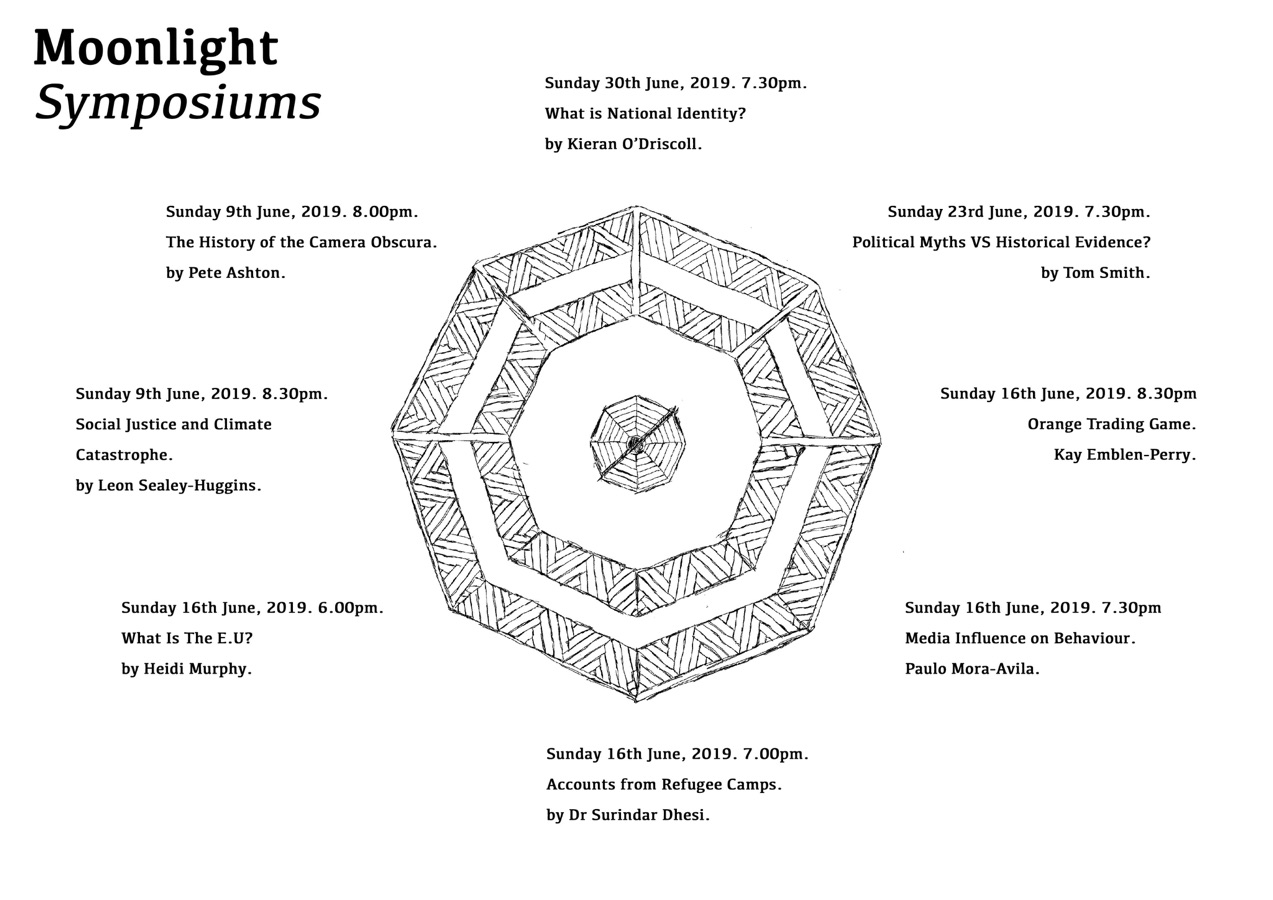 Moonlight
Symposiums
Sunday 30th June, 2019. 7.30pm.
What is National Identity?
by Kieran O’Driscoll.
Sunday 9th June, 2019. 8.00pm.
The History of the Camera Obscura.
by Pete Ashton.
Sunday 23rd June, 2019. 7.30pm.
Political Myths VS Historical Evidence?
by Tom Smith.
Sunday 9th June, 2019. 8.30pm.
Social Justice and Climate
Catastrophe.
by Leon Sealey-Huggins.
Sunday 16th June, 2019. 8.30pm
Orange Trading Game.
Kay Emblen-Perry.
Sunday 16th June, 2019. 6.00pm.
What Is The E.U?
by Heidi Murphy.
Sunday 16th June, 2019. 7.30pm
Media Influence on Behaviour.
Paulo Mora-Avila.
Sunday 16th June, 2019. 7.00pm.
Accounts from Refugee Camps.
by Dr Surindar Dhesi.